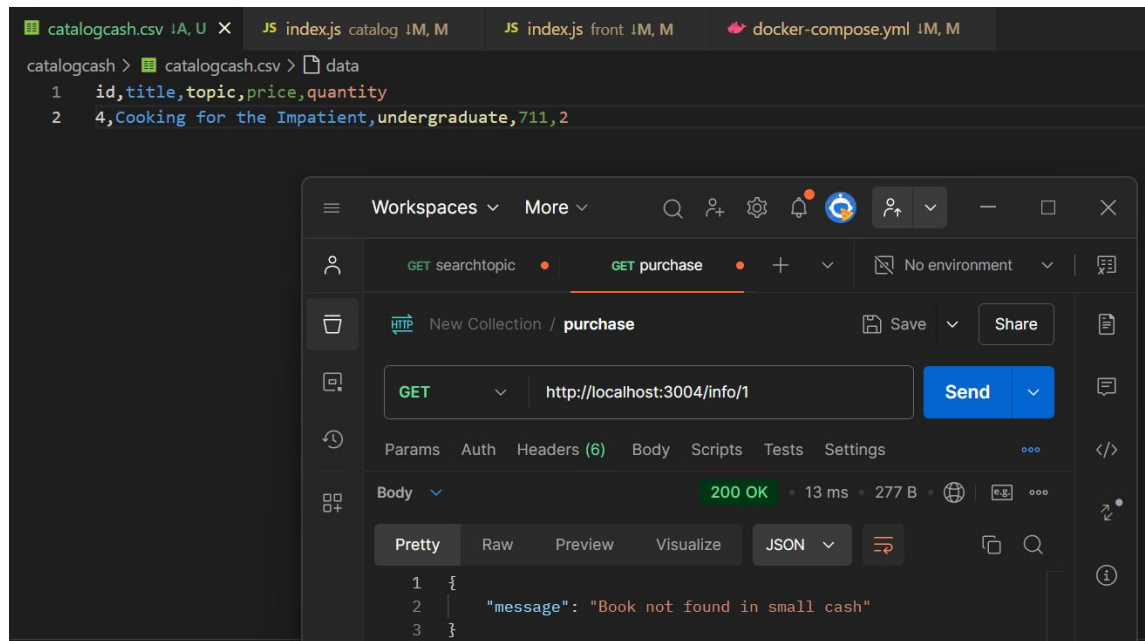 catalogcash.csv ↓A, U ×  JS index.js catalog ↓M, M  JS index.js front ↓M, M  docker-compose.yml ↓M, M
catalogcash > catalogcash.csv > data
1 id,title,topic,price,quantity
2 4,Cooking for the Impatient,undergraduate,711,2
Workspaces More
GET searchtopic GET purchase + No environment
HTTP New Collection / purchase Save Share
GET http://localhost:3004/info/1 Send
Params Auth Headers (6) Body Scripts Tests Settings
Body 200 OK 13 ms 277 B e.g.
Pretty Raw Preview Visualize JSON
1 {
2 "message": "Book not found in small cash"
3 }